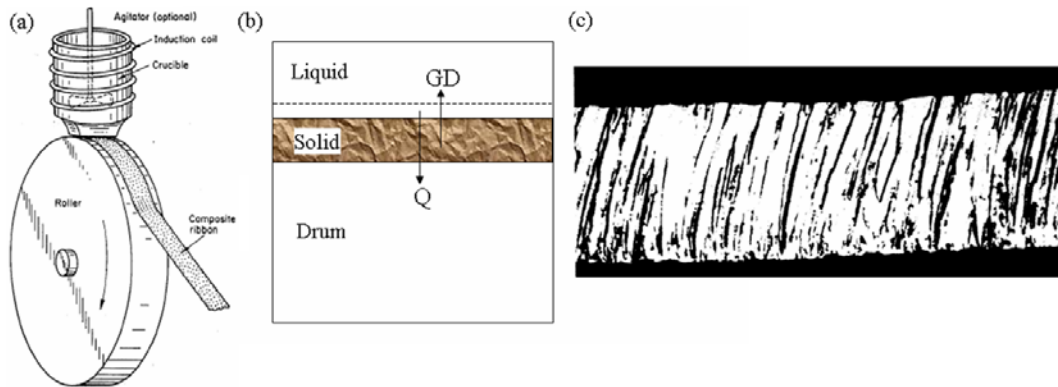 (a)
Agitator (optional)
Induction coil
Crucible
Roller
Composite
ribbon
(b)
Liquid
GD
Solid
Q
Drum
(c)